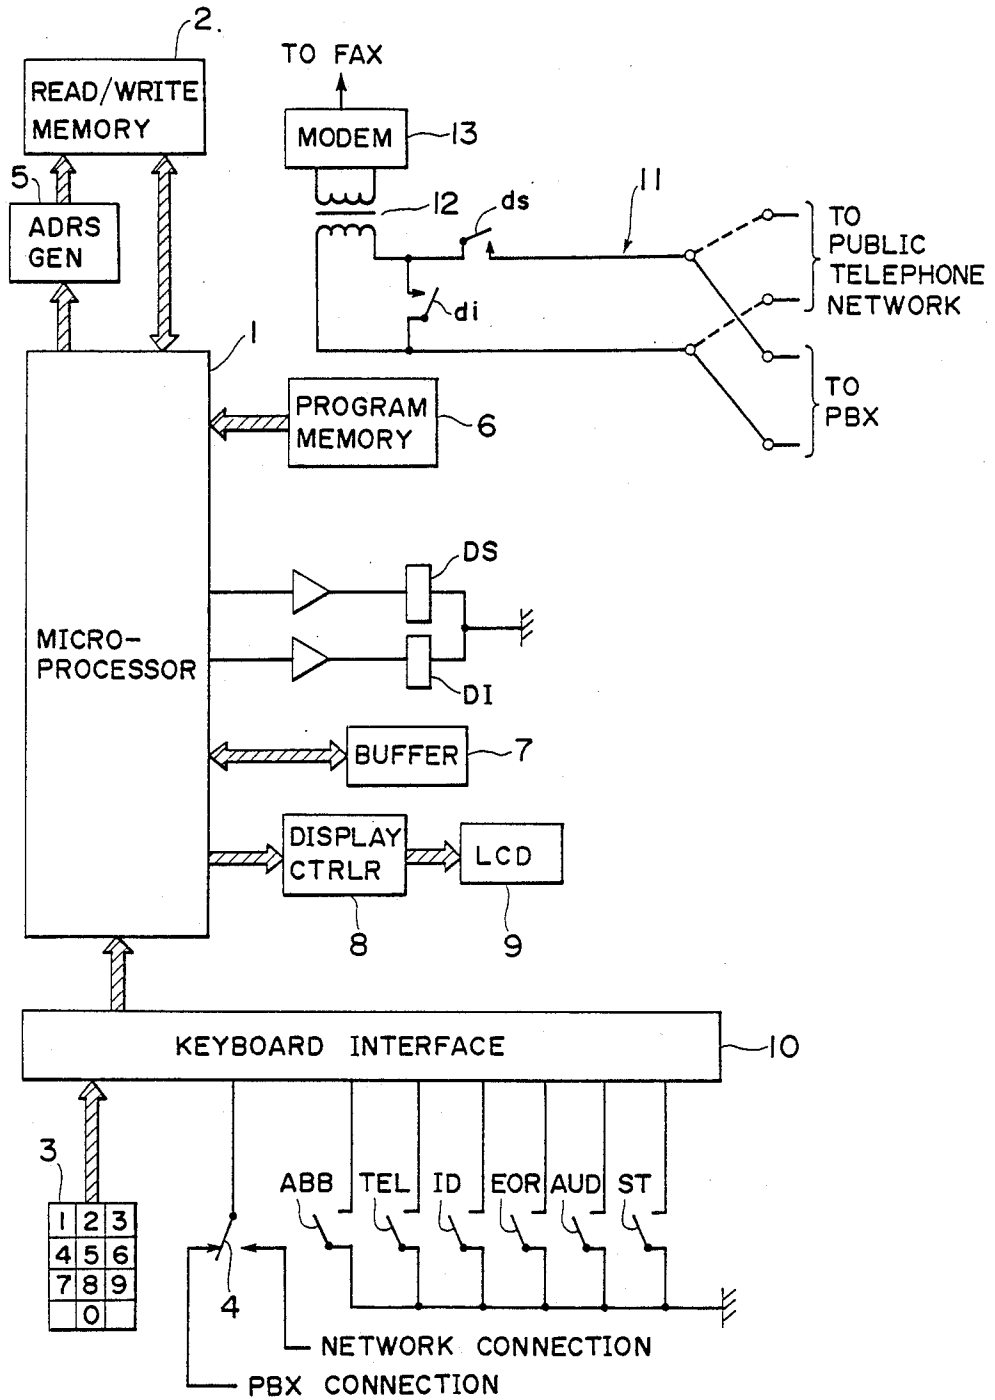 2.
TO FAX
READ/WRITE
MEMORY
MODEM
13
5
ADRS
GEN
12
ds
11
TO
PUBLIC
TELEPHONE
NETWORK
di
1
PROGRAM
MEMORY
6
TO
PBX
DS
MICRO-
PROCESSOR
DI
BUFFER
7
DISPLAY
CTRLR
LCD
8
9
KEYBOARD INTERFACE
10
3
ABB
TEL
ID
EOR
AUD
ST
1 2 3
4 5 6
7 8 9
0
4
NETWORK CONNECTION
PBX CONNECTION